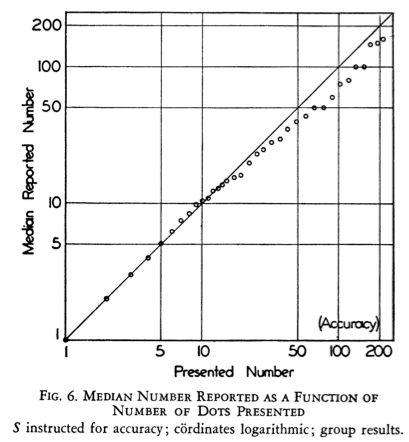 200
100
50
10
5
1
Median Reported Number
(Accuracy)
1 5 10 50 100 200
Presented Number
FIG. 6. MEDIAN NUMBER REPORTED AS A FUNCTION OF
NUMBER OF DOTS PRESENTED
S instructed for accuracy; cördinates logarithmic; group results.